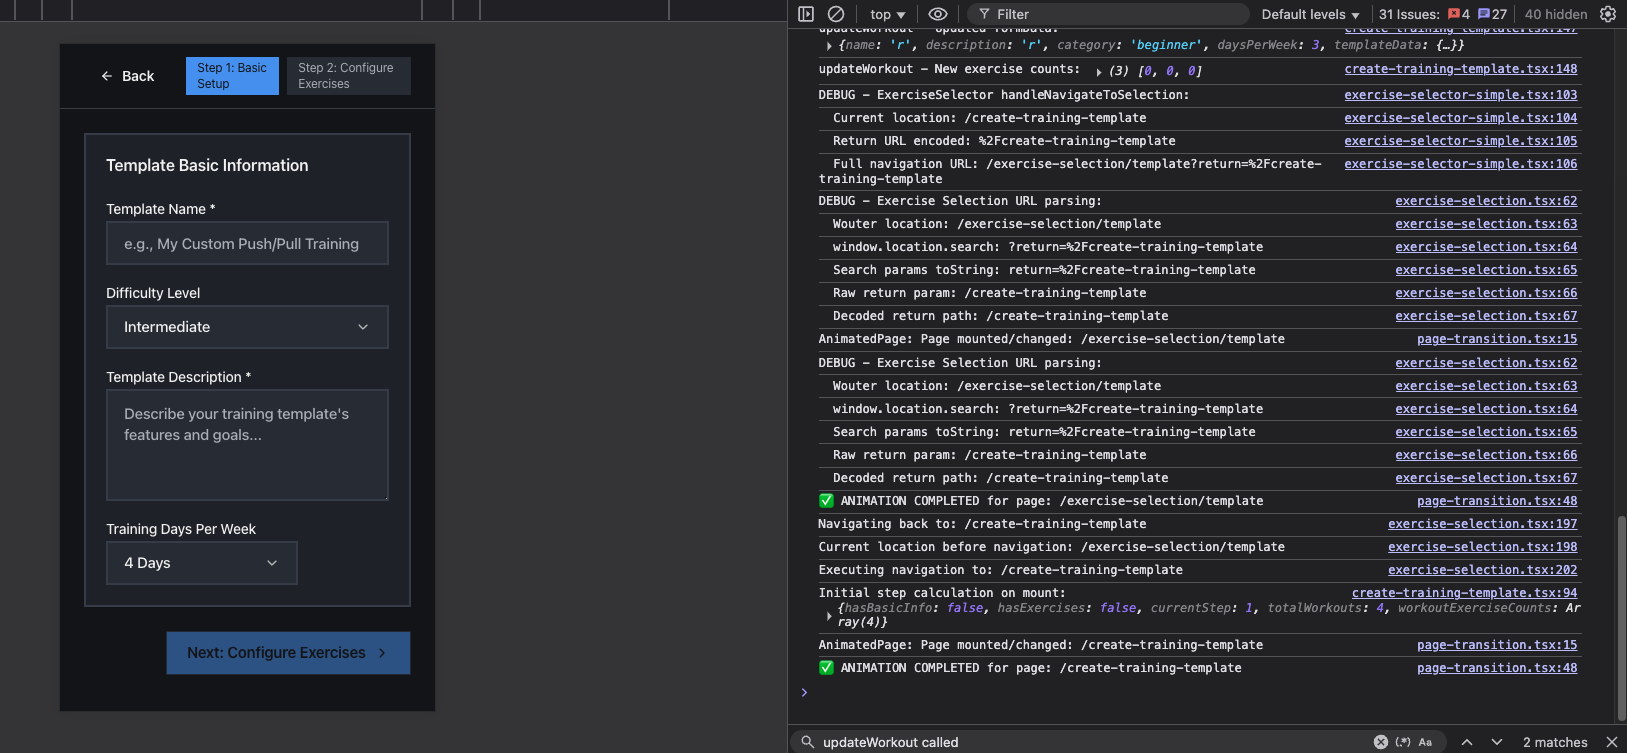 ← Back
Step 1: Basic
Setup
Step 2: Configure
Exercises
Template Basic Information
Template Name *
e.g., My Custom Push/Pull Training
Difficulty Level
Intermediate
Template Description *
Describe your training template's
features and goals...
Training Days Per Week
4 Days
Next: Configure Exercises
top
Filter
Default levels
31 Issues: 4 27
40 hidden
updateWorkout - Updated formData: create-training-template.tsx:147
{name: 'r', description: 'r', category: 'beginner', daysPerWeek: 3, templateData: {…}}
updateWorkout - New exercise counts: (3) [0, 0, 0] create-training-template.tsx:148
DEBUG - ExerciseSelector handleNavigateToSelection: exercise-selector-simple.tsx:103
Current location: /create-training-template exercise-selector-simple.tsx:104
Return URL encoded: %2Fcreate-training-template exercise-selector-simple.tsx:105
Full navigation URL: /exercise-selection/template?return=%2Fcreate- exercise-selector-simple.tsx:106
training-template
DEBUG - Exercise Selection URL parsing: exercise-selection.tsx:62
Wouter location: /exercise-selection/template exercise-selection.tsx:63
window.location.search: ?return=%2Fcreate-training-template exercise-selection.tsx:64
Search params toString: return=%2Fcreate-training-template exercise-selection.tsx:65
Raw return param: /create-training-template exercise-selection.tsx:66
Decoded return path: /create-training-template exercise-selection.tsx:67
AnimatedPage: Page mounted/changed: /exercise-selection/template page-transition.tsx:15
DEBUG - Exercise Selection URL parsing: exercise-selection.tsx:62
Wouter location: /exercise-selection/template exercise-selection.tsx:63
window.location.search: ?return=%2Fcreate-training-template exercise-selection.tsx:64
Search params toString: return=%2Fcreate-training-template exercise-selection.tsx:65
Raw return param: /create-training-template exercise-selection.tsx:66
Decoded return path: /create-training-template exercise-selection.tsx:67
✅ ANIMATION COMPLETED for page: /exercise-selection/template page-transition.tsx:48
Navigating back to: /create-training-template exercise-selection.tsx:197
Current location before navigation: /exercise-selection/template exercise-selection.tsx:198
Executing navigation to: /create-training-template exercise-selection.tsx:202
Initial step calculation on mount: create-training-template.tsx:94
{hasBasicInfo: false, hasExercises: false, currentStep: 1, totalWorkouts: 4, workoutExerciseCounts: Ar
ray(4)}
AnimatedPage: Page mounted/changed: /create-training-template page-transition.tsx:15
✅ ANIMATION COMPLETED for page: /create-training-template page-transition.tsx:48
updateWorkout called
(.*) Aa
2 matches